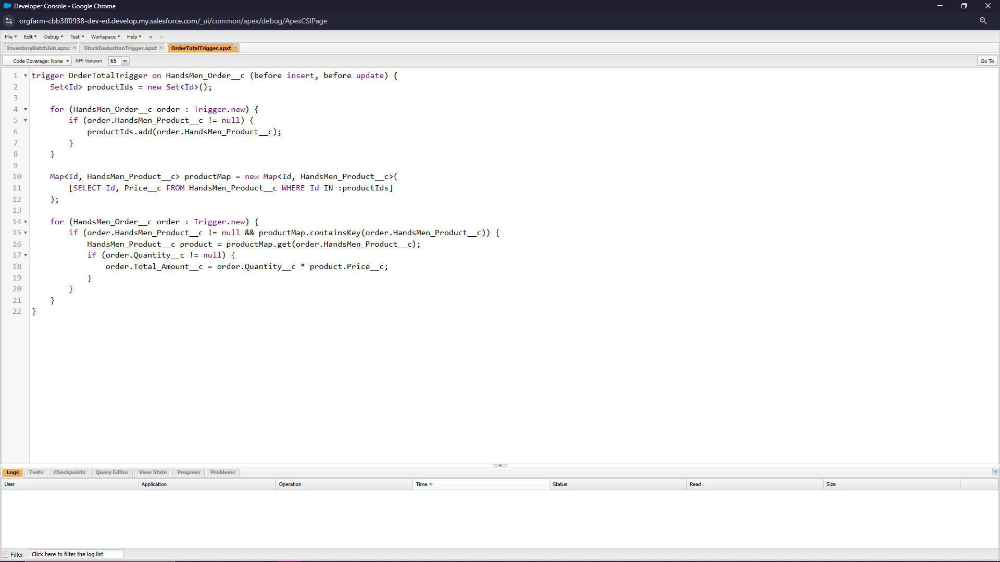 Developer Console - Google Chrome
orgfarm-cbb3ff0938-dev-ed.develop.my.salesforce.com/_ui/common/apex/debug/ApexCSIPage
File Edit Debug Test Workspace Help < >
InventoryBatchJob.apxc StockDeductionTrigger.apxt OrderTotalTrigger.apxt
Code Coverage: None API Version: 65 Go To
1 trigger OrderTotalTrigger on HandsMen_Order__c (before insert, before update) {
2 Set<Id> productIds = new Set<Id>();
3
4 for (HandsMen_Order__c order : Trigger.new) {
5 if (order.HandsMen_Product__c != null) {
6 productIds.add(order.HandsMen_Product__c);
7 }
8 }
9
10 Map<Id, HandsMen_Product__c> productMap = new Map<Id, HandsMen_Product__c>(
11 [SELECT Id, Price__c FROM HandsMen_Product__c WHERE Id IN :productIds]
12 );
13
14 for (HandsMen_Order__c order : Trigger.new) {
15 if (order.HandsMen_Product__c != null && productMap.containsKey(order.HandsMen_Product__c)) {
16 HandsMen_Product__c product = productMap.get(order.HandsMen_Product__c);
17 if (order.Quantity__c != null) {
18 order.Total_Amount__c = order.Quantity__c * product.Price__c;
19 }
20 }
21 }
22 }
Logs Tests Checkpoints Query Editor View State Progress Problems
User Application Operation Time Status Read Size
Filter Click here to filter the log list